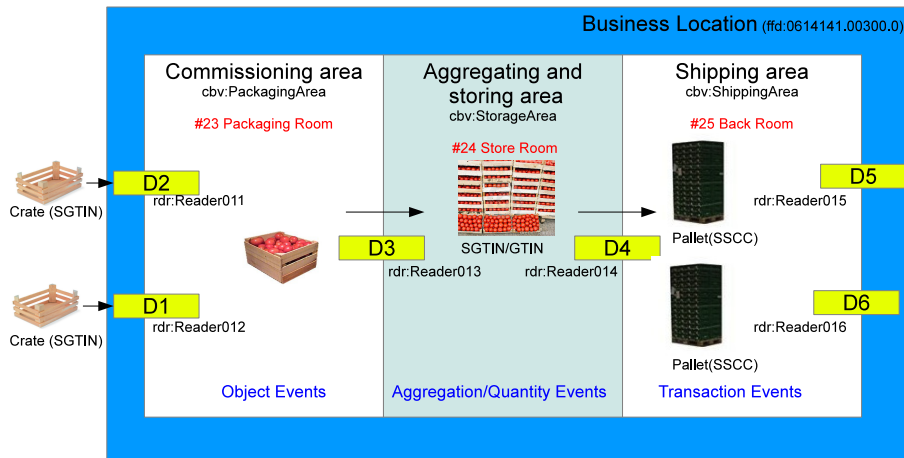 Business Location (ffd:0614141.00300.0)
Commissioning area
cbv:PackagingArea
#23 Packaging Room
Aggregating and
storing area
cbv:StorageArea
#24 Store Room
Shipping area
cbv:ShippingArea
#25 Back Room
D2
rdr:Reader011
Crate (SGTIN)
D1
rdr:Reader012
Crate (SGTIN)
D3
rdr:Reader013
SGTIN/GTIN
D4
rdr:Reader014
D5
rdr:Reader015
Pallet(SSCC)
D6
rdr:Reader016
Pallet(SSCC)
Object Events
Aggregation/Quantity Events
Transaction Events